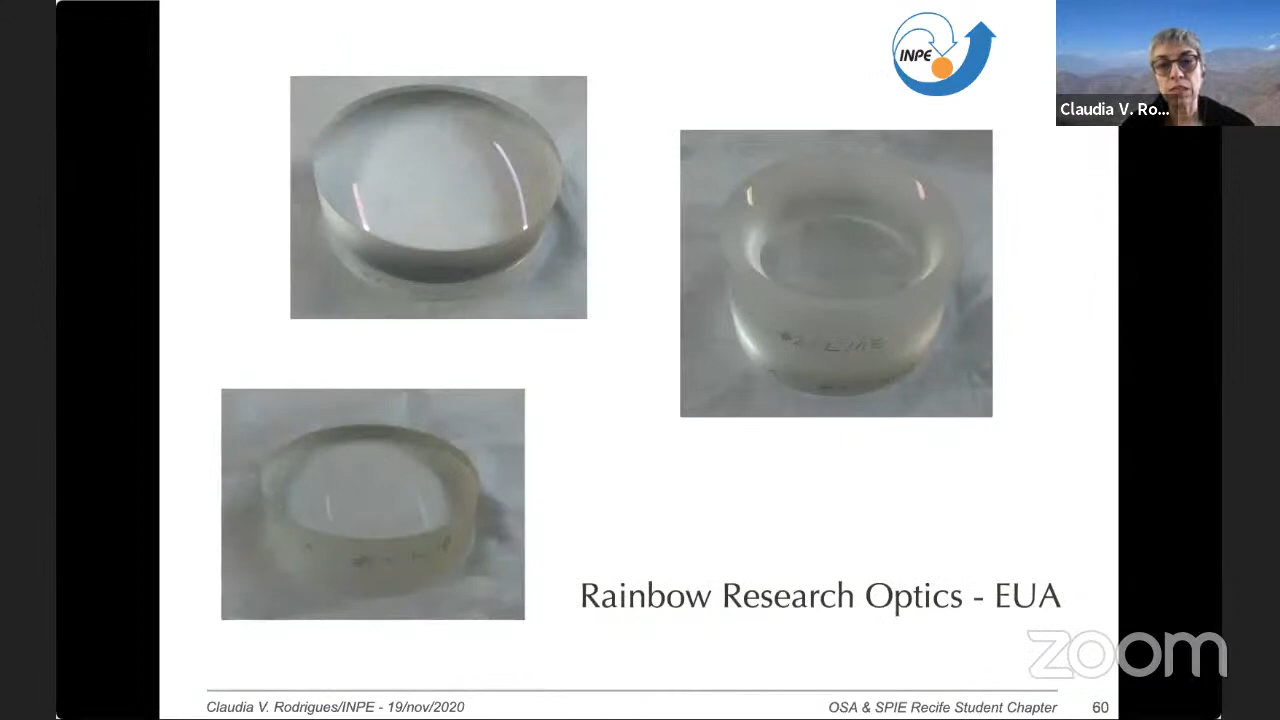 INPE
Claudia V. Ro...
Rainbow Research Optics - EUA
zoom
Claudia V. Rodrigues/INPE - 19/nov/2020
OSA & SPIE Recife Student Chapter
60